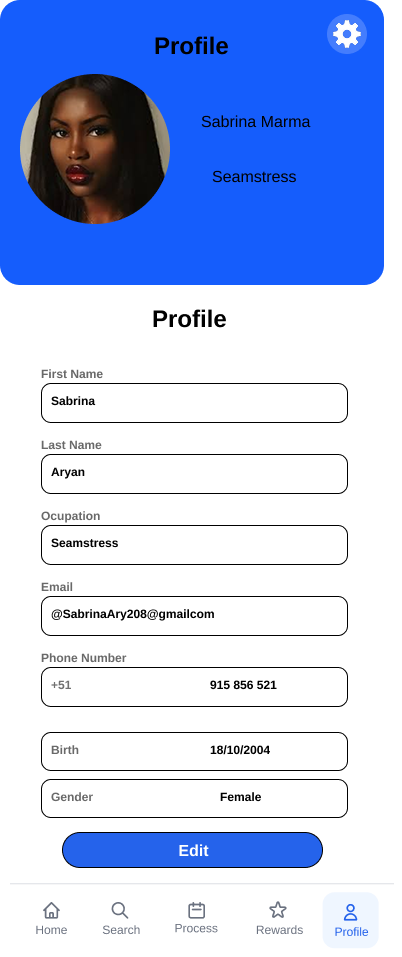 Profile
Sabrina Marma
Seamstress
Profile
First Name
Sabrina
Last Name
Aryan
Ocupation
Seamstress
Email
@SabrinaAry208@gmailcom
Phone Number
+51 915 856 521
Birth 18/10/2004
Gender Female
Edit
Home Search Process Rewards Profile